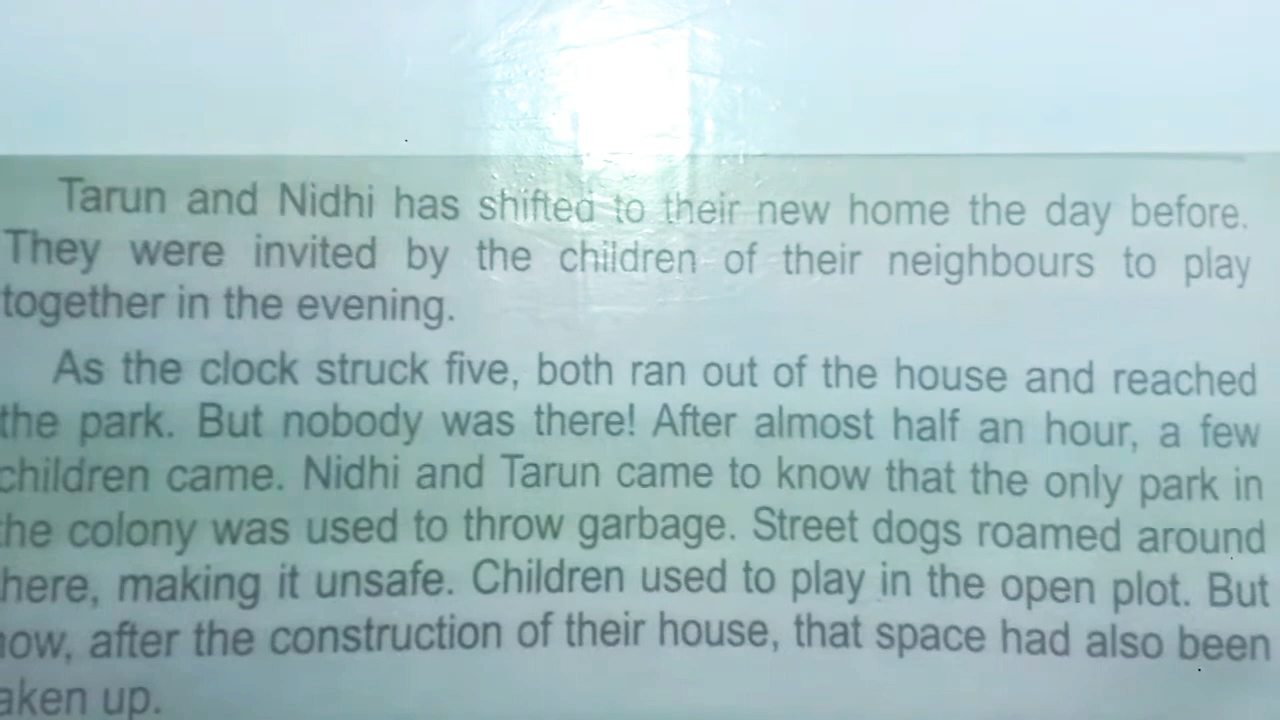 Tarun and Nidhi has shifted to their new home the day before.
They were invited by the children of their neighbours to play
together in the evening.
As the clock struck five, both ran out of the house and reached
the park. But nobody was there! After almost half an hour, a few
children came. Nidhi and Tarun came to know that the only park in
the colony was used to throw garbage. Street dogs roamed around
here, making it unsafe. Children used to play in the open plot. But
now, after the construction of their house, that space had also been
aken up.